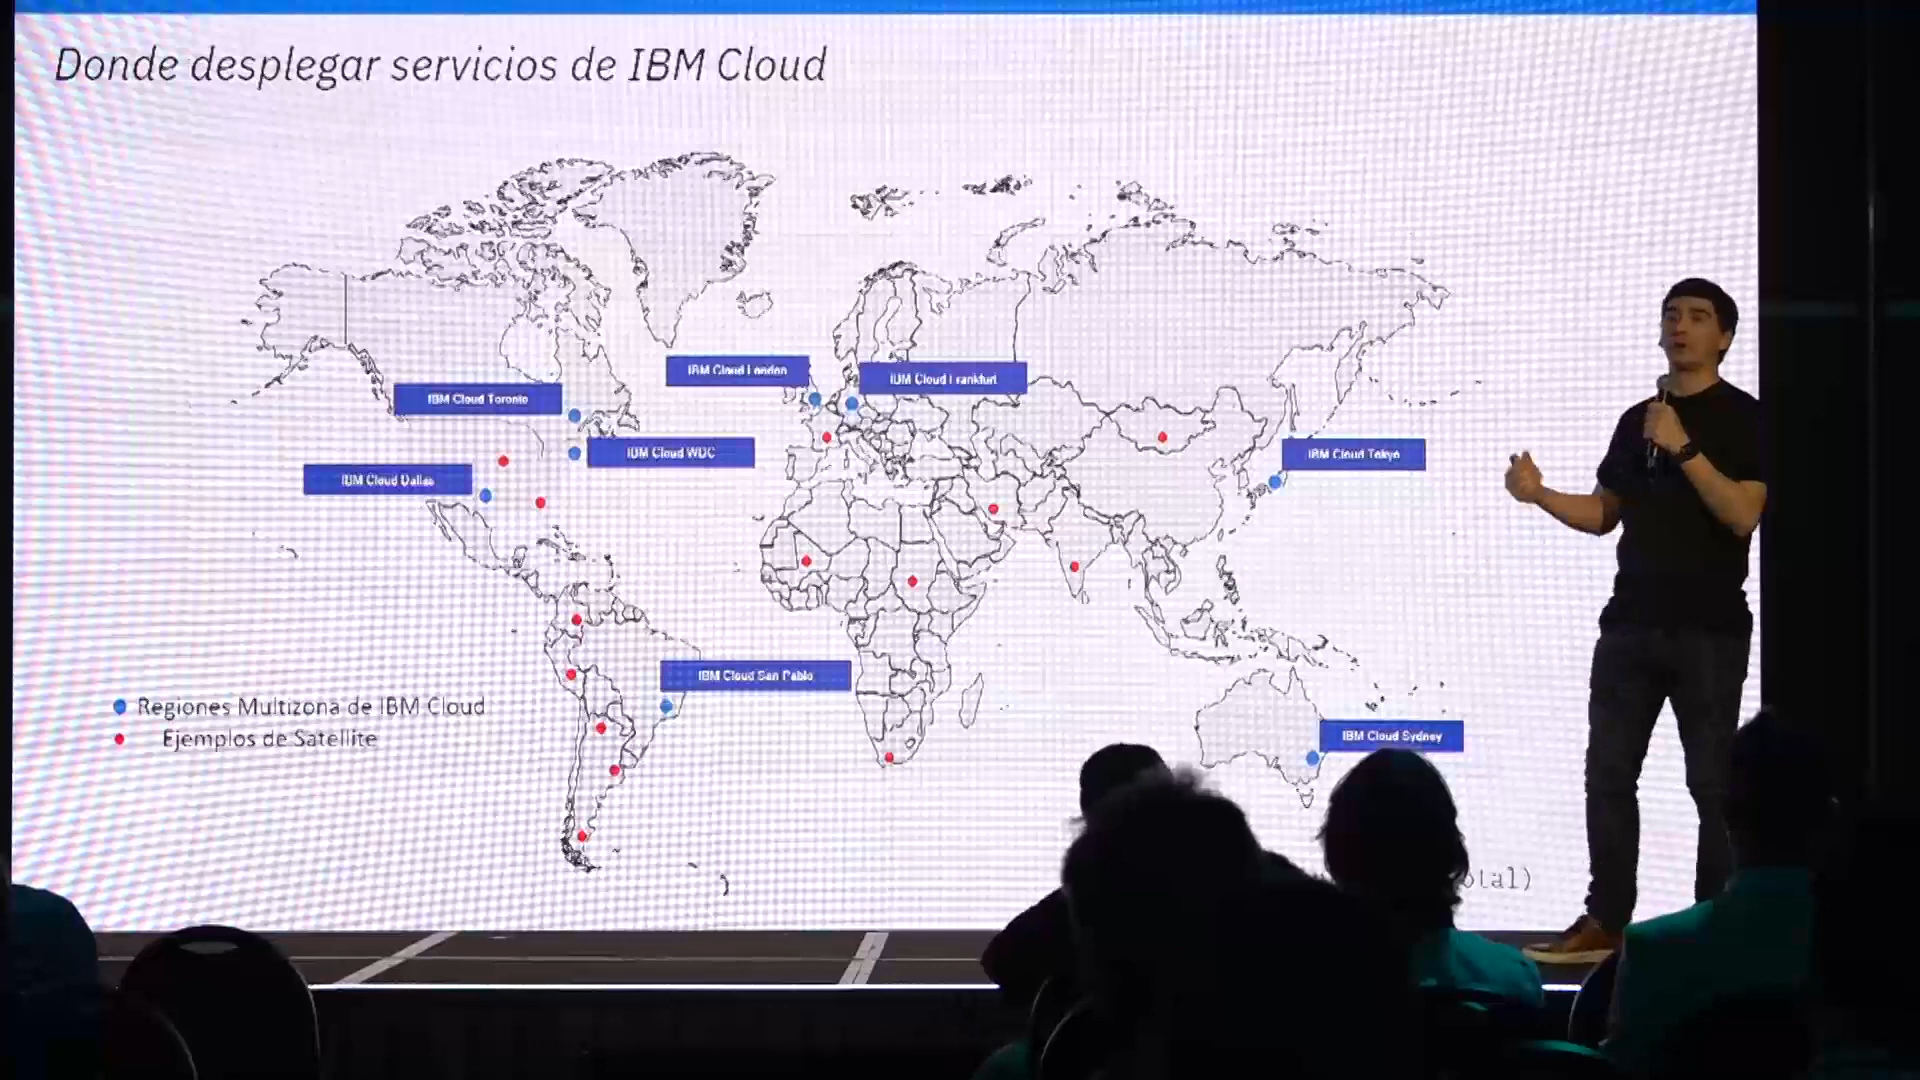 Donde desplegar servicios de IBM Cloud
IBM Cloud London
IBM Cloud Frankfurt
IBM Cloud Toronto
IBM Cloud WDC
IBM Cloud Tokyo
IBM Cloud Dallas
IBM Cloud San Pablo
Regiones Multizona de IBM Cloud
Ejemplos de Satellite
IBM Cloud Sydney